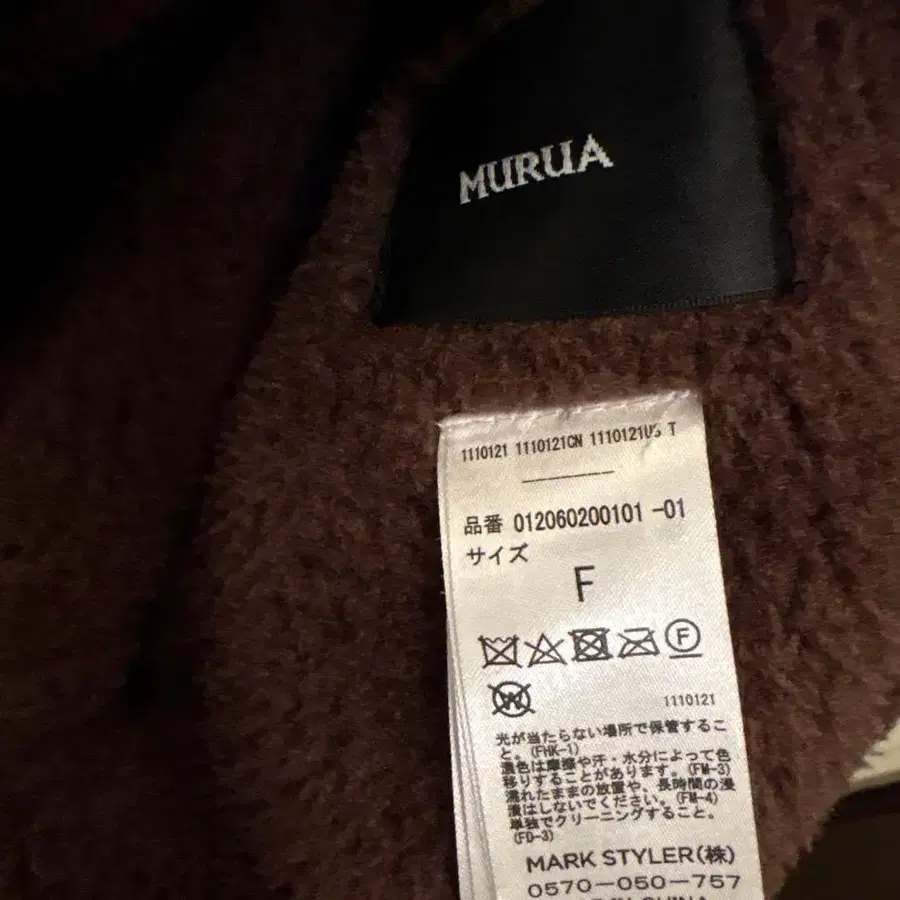 MURUA
1110121 1110121CN 1110121US T
品番 012060200101 -01
サイズ
F
F
W
1110121
光が当たらない場所で保管するこ
と。(FHK-1)
濃色は摩擦や汗・水分によって色
移りすることがあります。(FM-3)
濡れたままの放置や、長時間の浸
漬はしないでください。(FM-4)
単独でクリーニングすること。
(FD-3)
MARK STYLER(株)
0570-050-757
CHINA